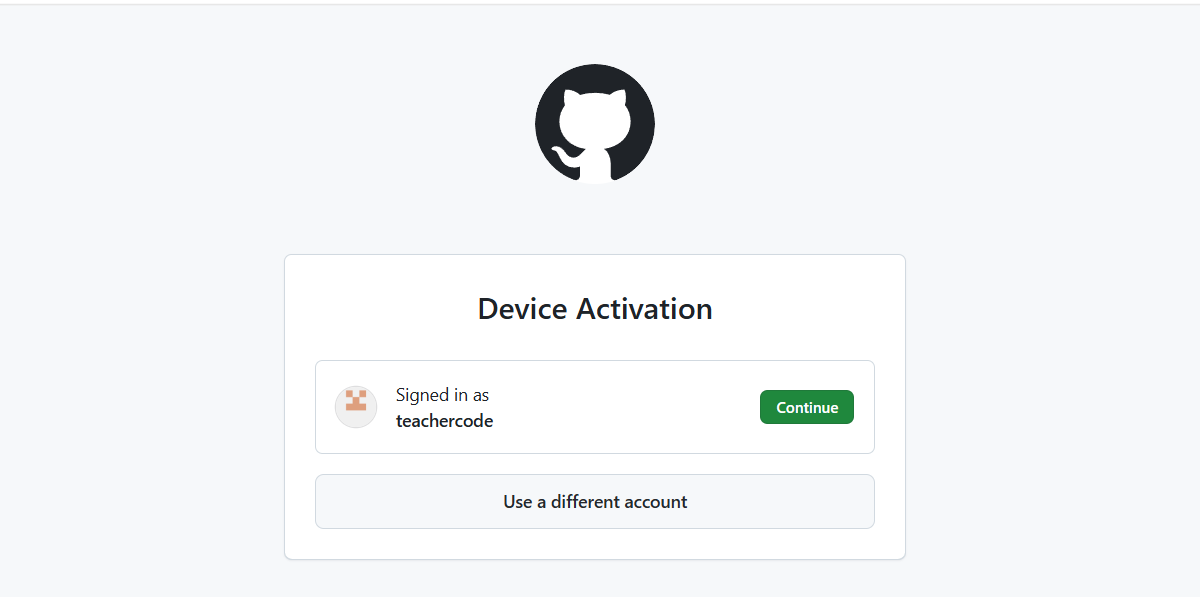 Device Activation
Signed in as
teachercode
Continue
Use a different account